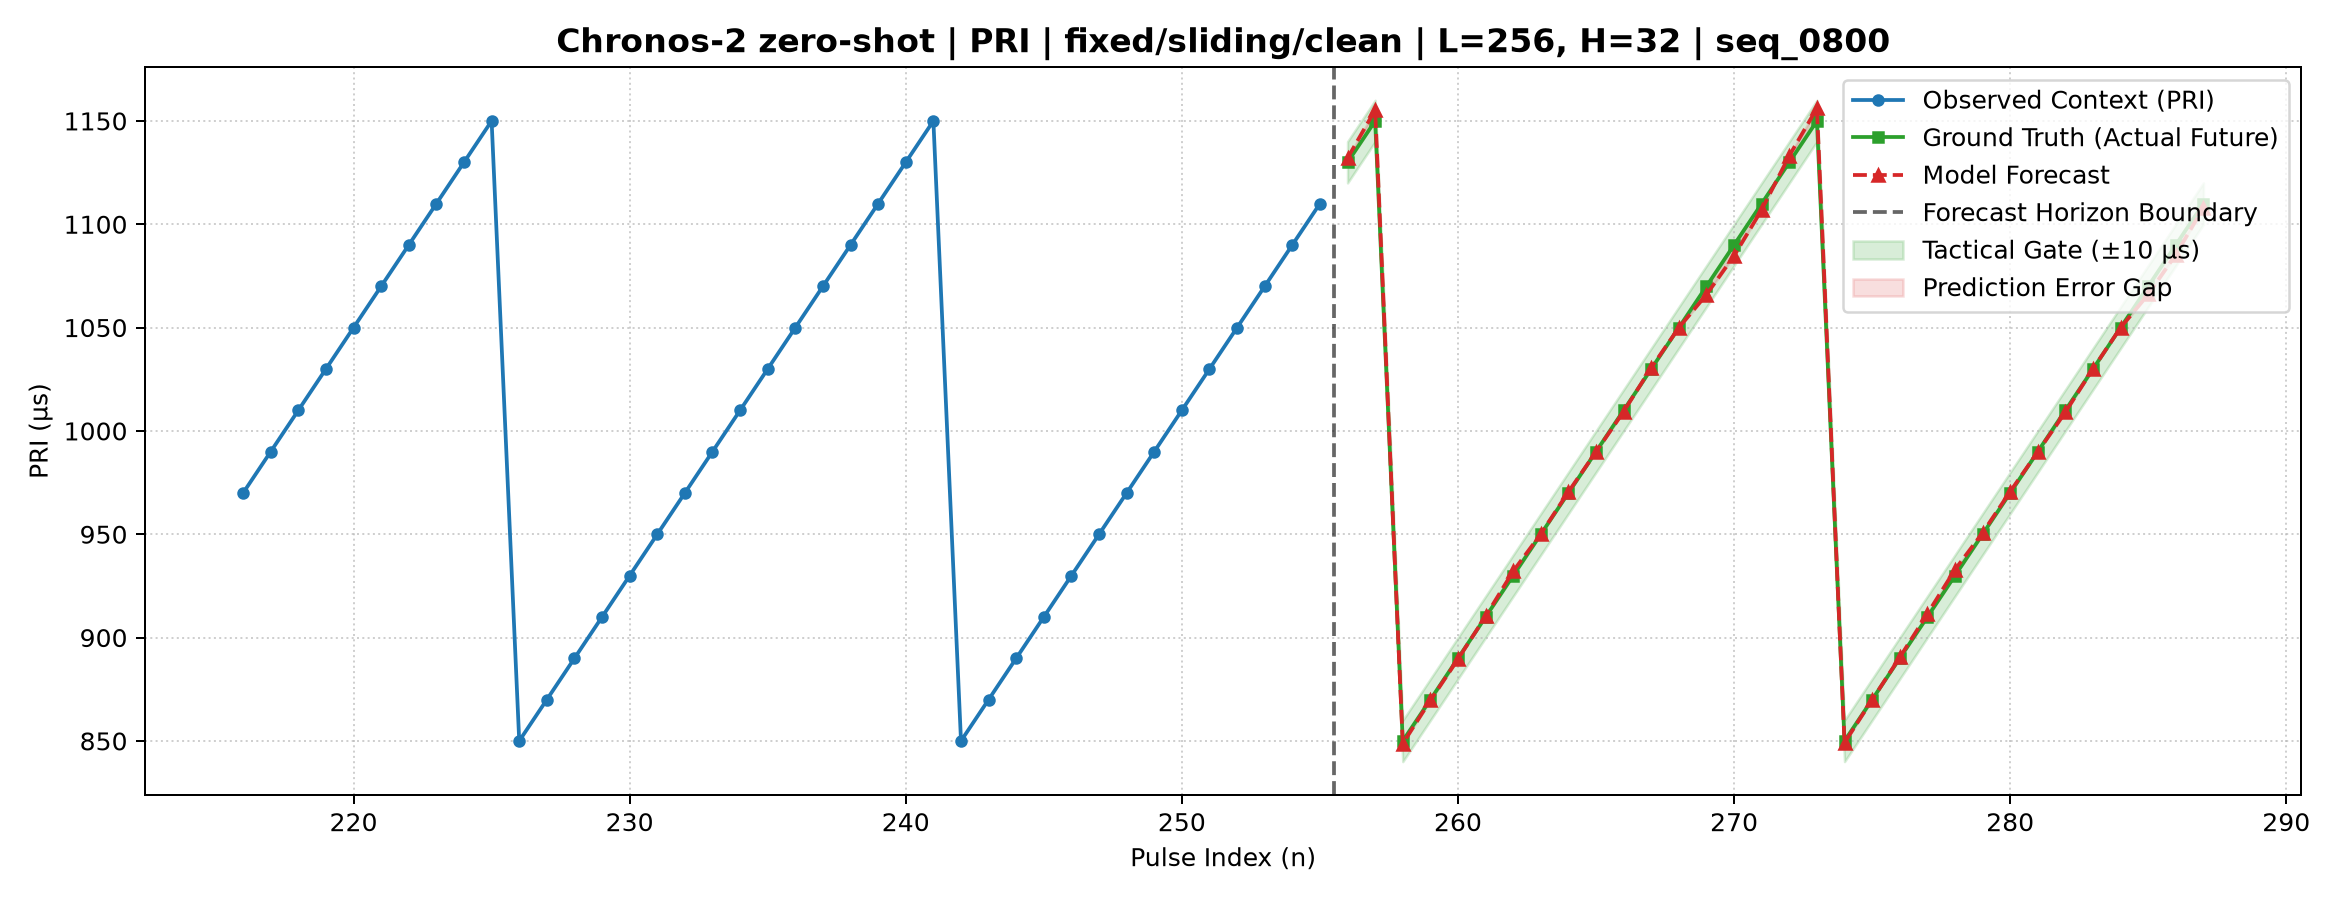 Chronos-2 zero-shot | PRI | fixed/sliding/clean | L=256, H=32 | seq_0800
PRI (µs)
1150
1100
1050
1000
950
900
850
Observed Context (PRI)
Ground Truth (Actual Future)
Model Forecast
Forecast Horizon Boundary
Tactical Gate (±10 µs)
Prediction Error Gap
220 230 240 250 260 270 280 290
Pulse Index (n)